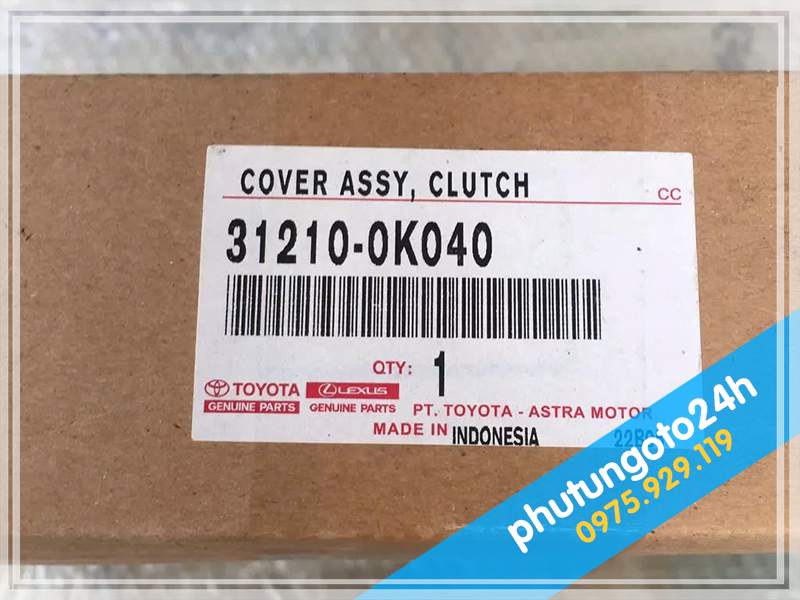 COVER ASSY, CLUTCH
CC
31210-0K040
QTY: 1
TOYOTA LEXUS
GENUINE PARTS GENUINE PARTS PT. TOYOTA - ASTRA MOTOR
MADE IN INDONESIA
phutungoto24h
0975.929.119